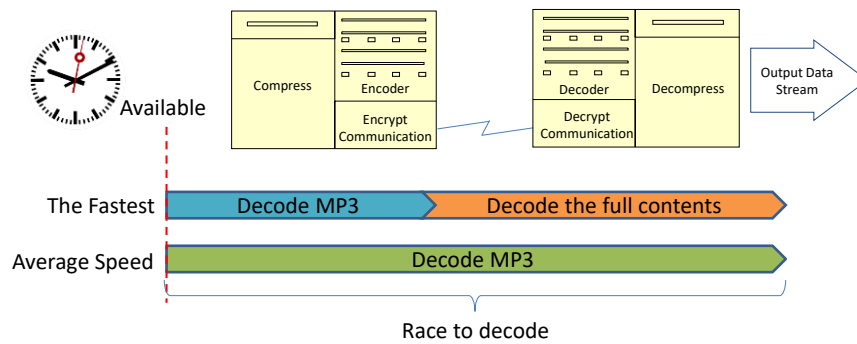 Available
Compress
Encoder
Encrypt
Communication
Decoder
Decrypt
Communication
Decompress
Output Data
Stream
The Fastest
Decode MP3
Decode the full contents
Average Speed
Decode MP3
Race to decode